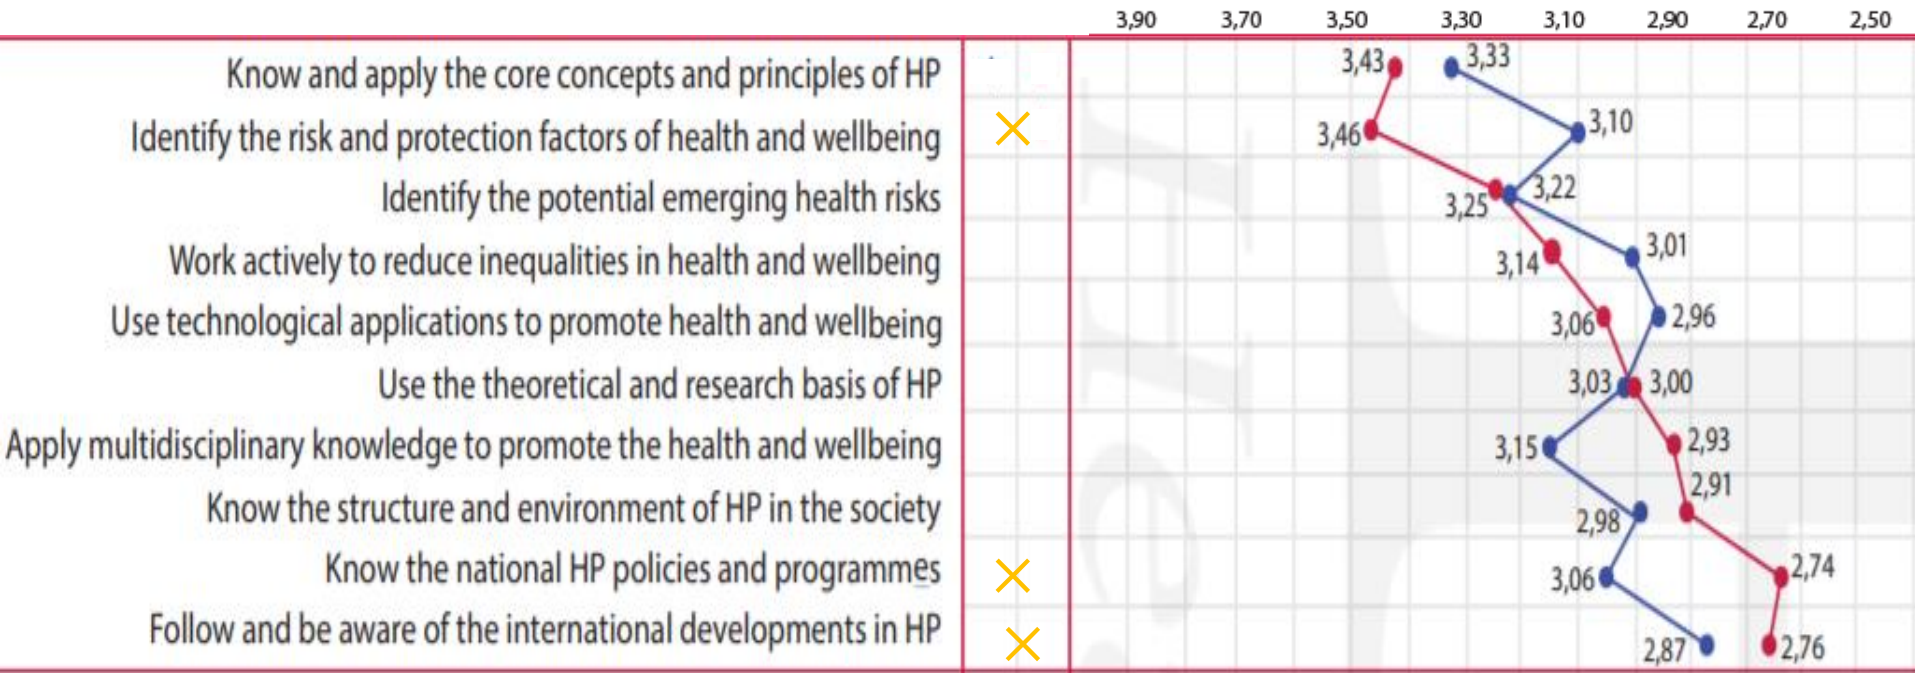 3,90 3,70 3,50 3,30 3,10 2,90 2,70 2,50
Know and apply the core concepts and principles of HP 3,43 3,33
Identify the risk and protection factors of health and wellbeing 3,46 3,10
Identify the potential emerging health risks 3,25 3,22
Work actively to reduce inequalities in health and wellbeing 3,14 3,01
Use technological applications to promote health and wellbeing 3,06 2,96
Use the theoretical and research basis of HP 3,03 3,00
Apply multidisciplinary knowledge to promote the health and wellbeing 3,15 2,93
Know the structure and environment of HP in the society 2,98 2,91
Know the national HP policies and programmes 3,06 2,74
Follow and be aware of the international developments in HP 2,87 2,76